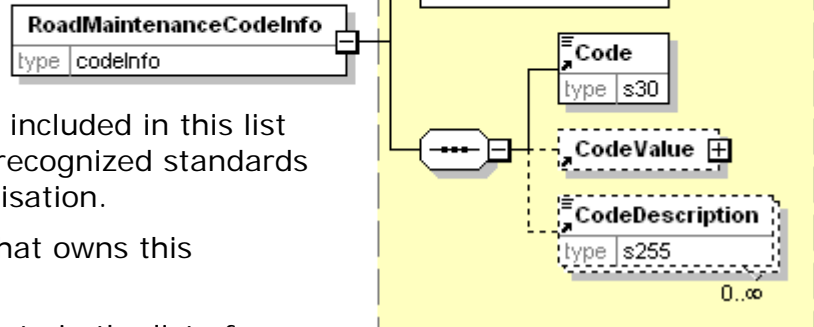 RoadMaintenanceCodeInfo
type codeInfo
Code
type s30
CodeValue
CodeDescription
type s255
0..∞
included in this list
recognized standards
isation.
hat owns this